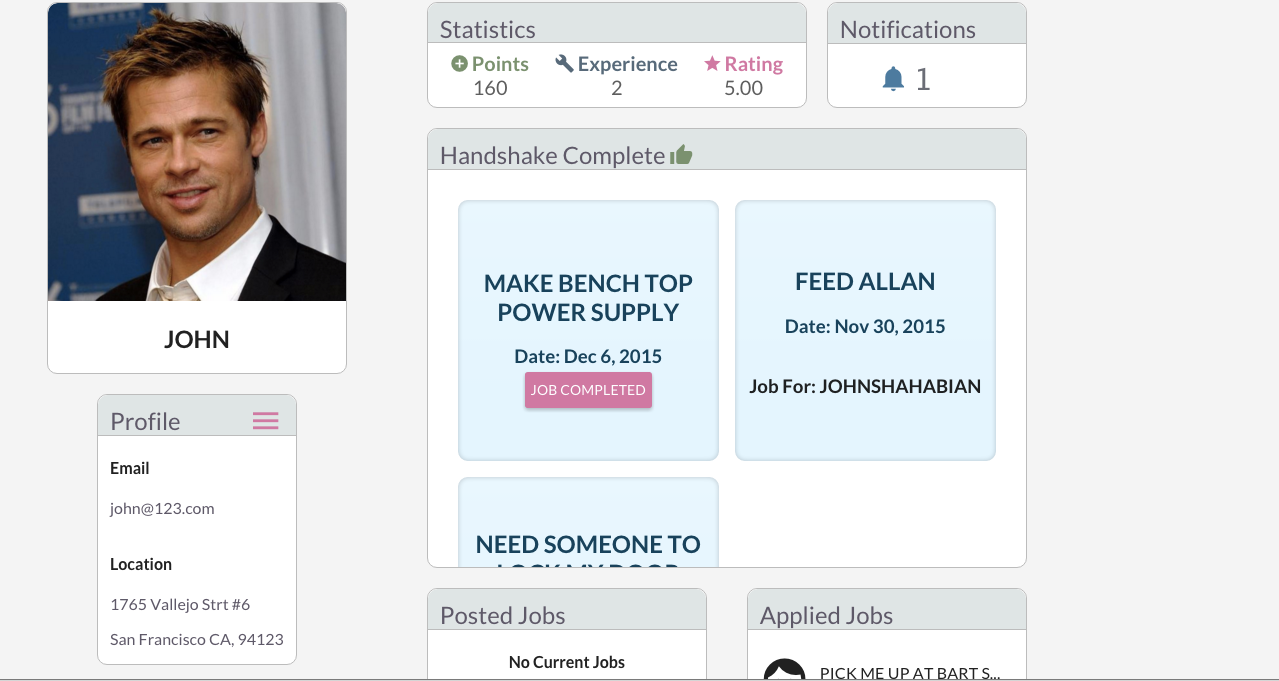 JOHN
Profile
Email
john@123.com
Location
1765 Vallejo Strt #6
San Francisco CA, 94123
Statistics
Points
160
Experience
2
Rating
5.00
Notifications
1
Handshake Complete
MAKE BENCH TOP
POWER SUPPLY
Date: Dec 6, 2015
JOB COMPLETED
FEED ALLAN
Date: Nov 30, 2015
Job For: JOHNSHAHABIAN
NEED SOMEONE TO
LOCK MY DOOR
Posted Jobs
No Current Jobs
Applied Jobs
PICK ME UP AT BART S...